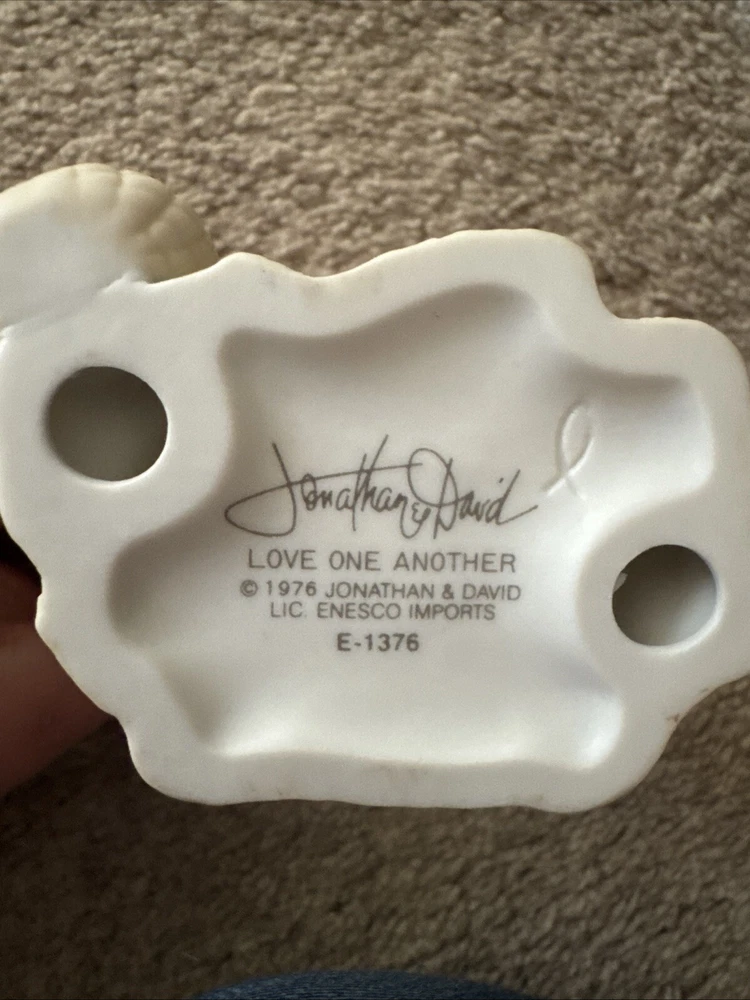 Jonathan & David
LOVE ONE ANOTHER
© 1976 JONATHAN & DAVID
LIC. ENESCO IMPORTS
E-1376